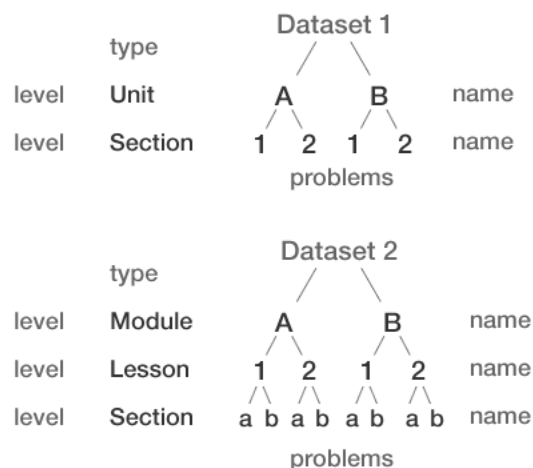 Dataset 1
type
level Unit A B name
level Section 1 2 1 2 name
problems
Dataset 2
type
level Module A B name
level Lesson 1 2 1 2 name
level Section a b a b a b a b name
problems